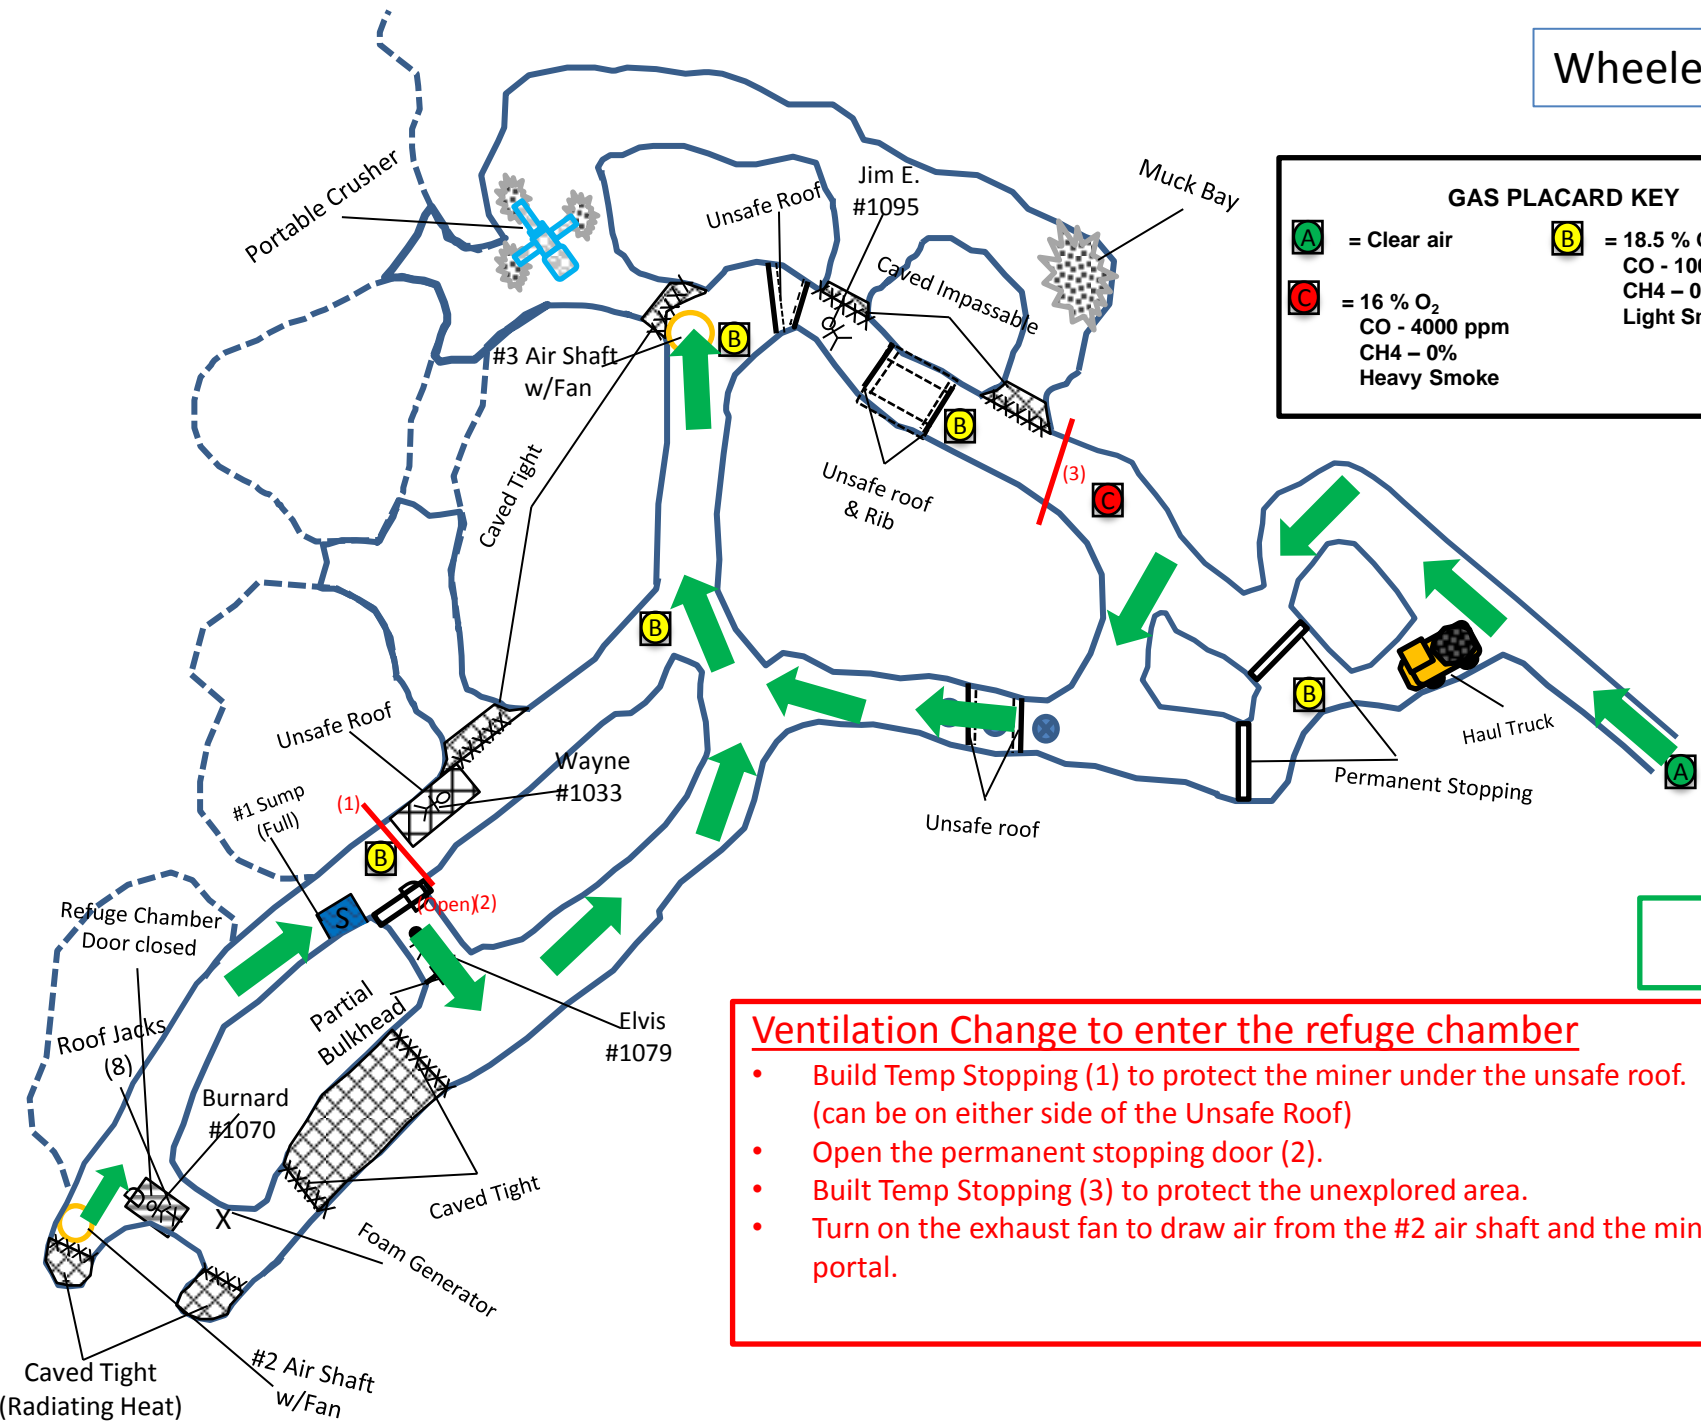 Wheele
GAS PLACARD KEY
A = Clear air
B = 18.5 %
CO - 100
CH4 – 0
Light Sm
C = 16 % O₂
CO - 4000 ppm
CH4 – 0%
Heavy Smoke
Portable Crusher
Unsafe Roof
Jim E.
#1095
Muck Bay
Caved Impassable
#3 Air Shaft
w/Fan
B
B
Caved Tight
Unsafe roof
& Rib
(3)
C
B
B
Haul Truck
A
Permanent Stopping
Unsafe roof
Unsafe Roof
Wayne
#1033
#1 Sump
(Full)
(1)
B
S
(Open)(2)
Refuge Chamber
Door closed
Partial
Bulkhead
Elvis
#1079
Roof Jacks
(8)
Burnard
#1070
X
Caved Tight
Foam Generator
Caved Tight
(Radiating Heat)
#2 Air Shaft
w/Fan
Ventilation Change to enter the refuge chamber
• Build Temp Stopping (1) to protect the miner under the unsafe roof.
(can be on either side of the Unsafe Roof)
• Open the permanent stopping door (2).
• Built Temp Stopping (3) to protect the unexplored area.
• Turn on the exhaust fan to draw air from the #2 air shaft and the min
portal.